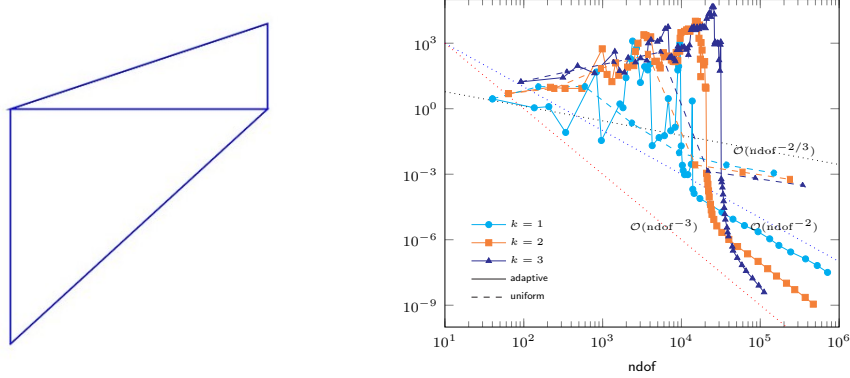 10^3
10^0
10^−3
10^−6
10^−9
O(ndof^−2/3)
O(ndof^−3)
O(ndof^−2)
k = 1
k = 2
k = 3
adaptive
uniform
10^1 10^2 10^3 10^4 10^5 10^6
ndof